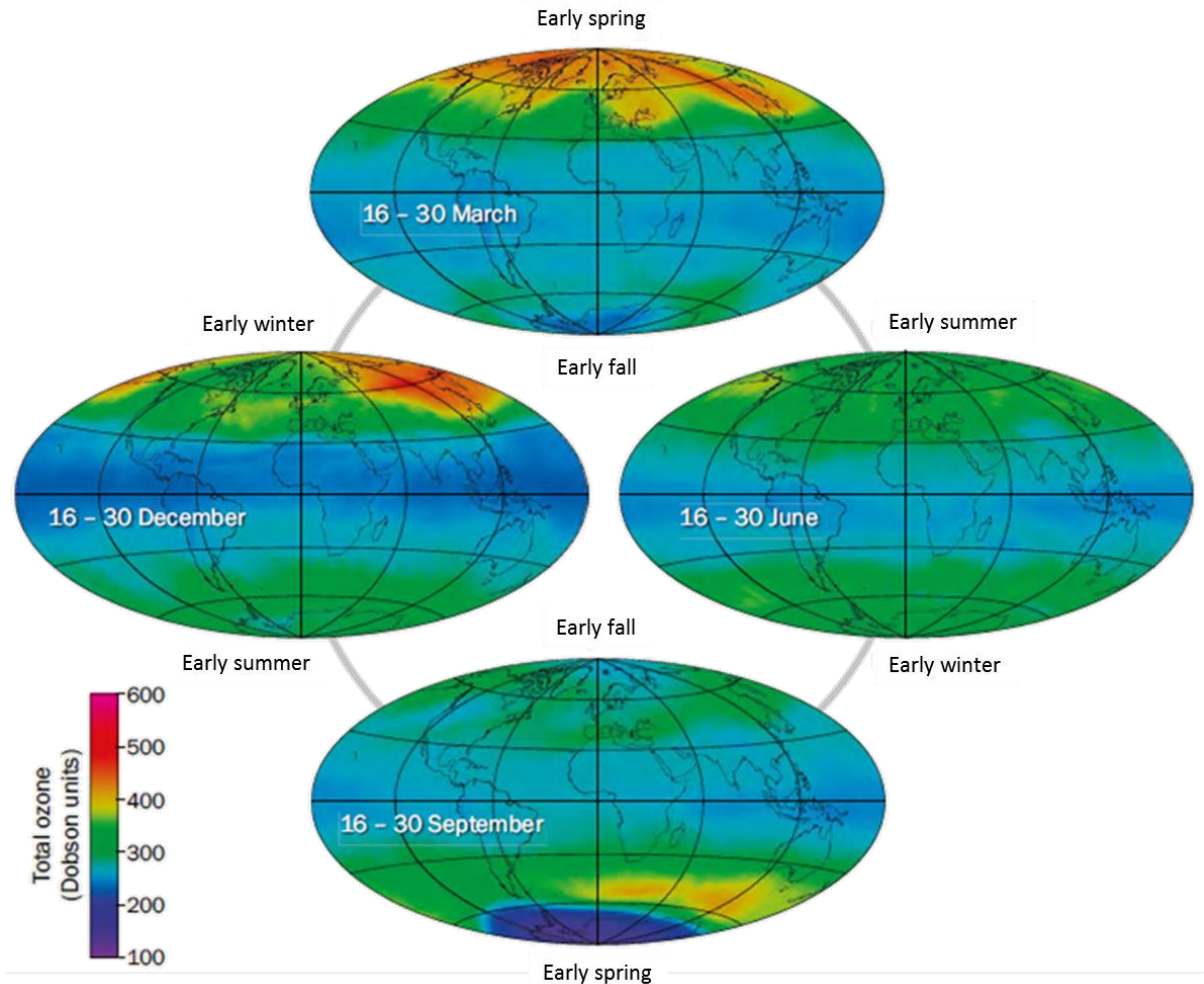 Early spring
16 – 30 March
Early fall
Early winter
16 – 30 December
Early summer
Early summer
16 – 30 June
Early winter
Early fall
16 – 30 September
Early spring
Total ozone
(Dobson units)
600
500
400
300
200
100